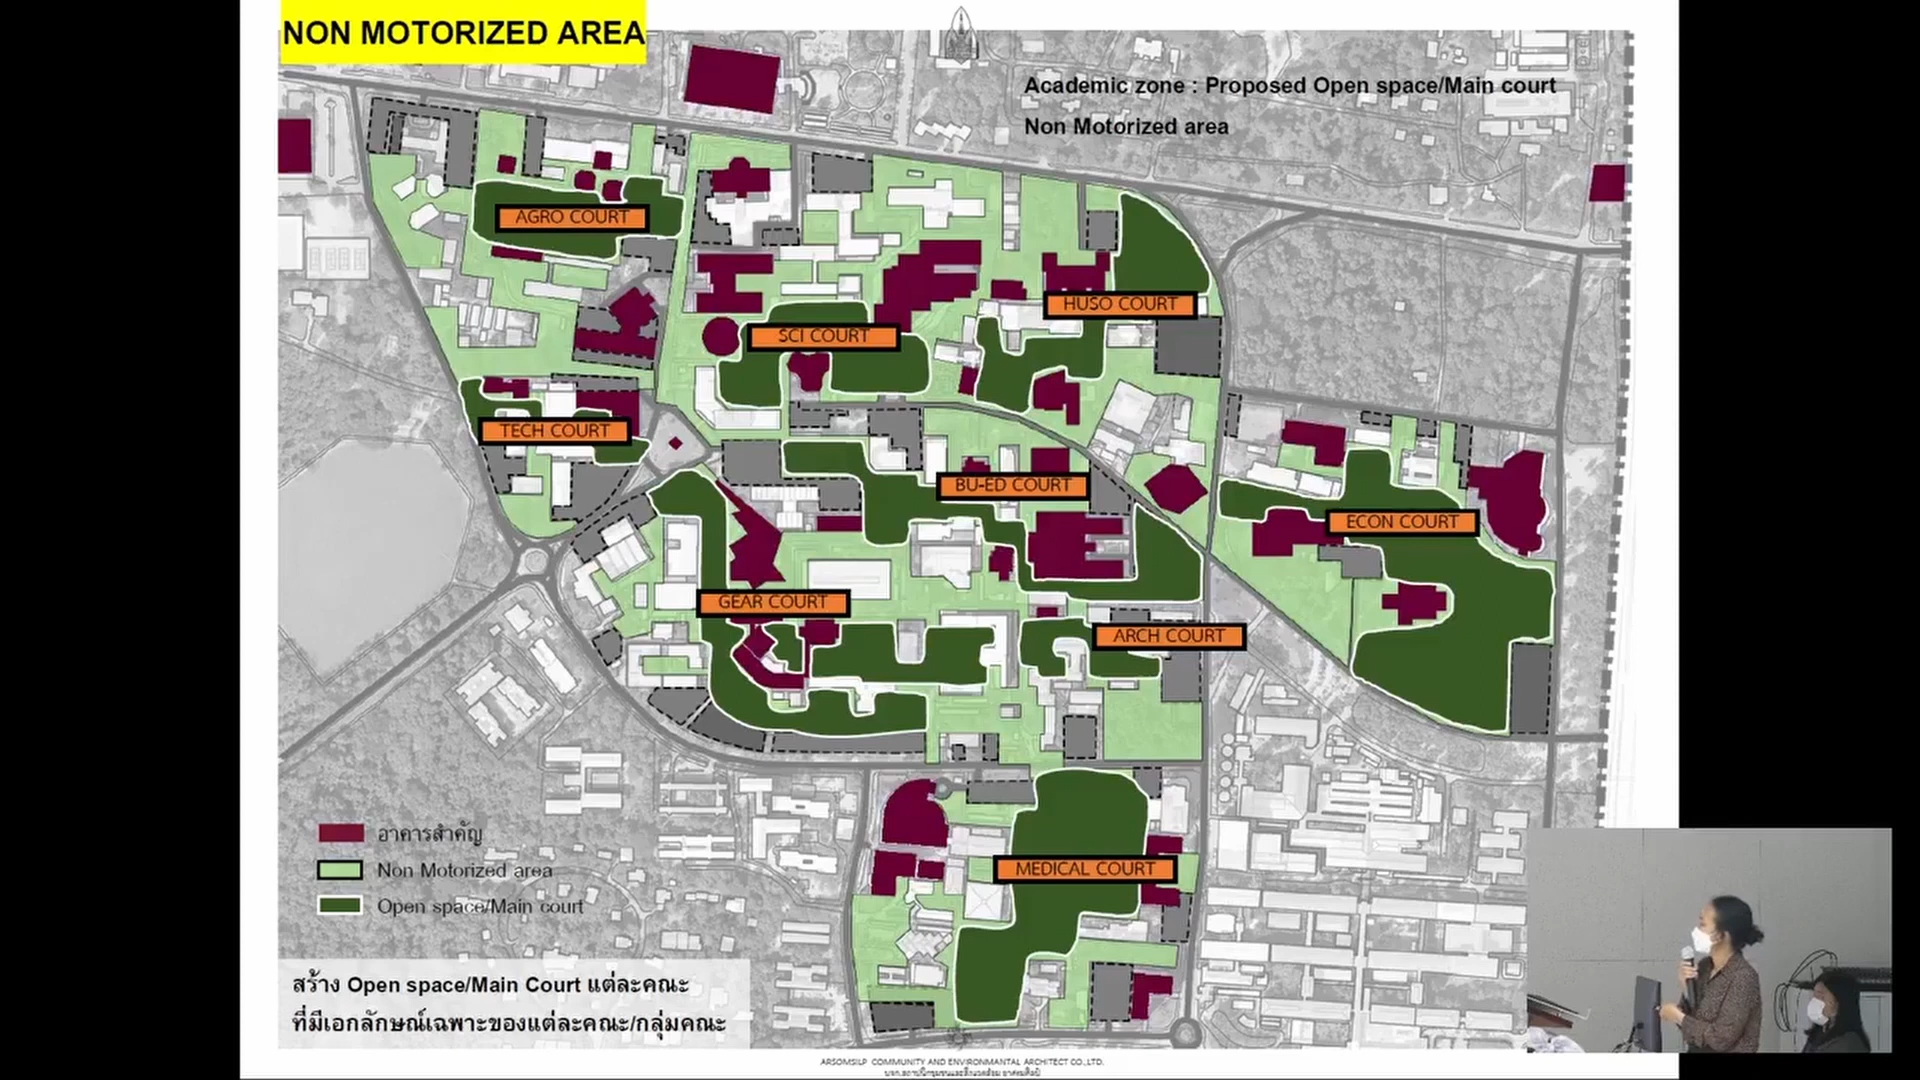 NON MOTORIZED AREA
Academic zone : Proposed Open space/Main court
Non Motorized area
AGRO COURT
HUSO COURT
SCI COURT
TECH COURT
BU-ED COURT
ECON COURT
GEAR COURT
ARCH COURT
MEDICAL COURT
อาคารสำคัญ
Non Motorized area
Open space/Main court
สร้าง Open space/Main Court แต่ละคณะ
ที่มีเอกลักษณ์เฉพาะของแต่ละคณะ/กลุ่มคณะ
ARSOMSILP COMMUNITY AND ENVIRONMANTAL ARCHITECT CO.,LTD.